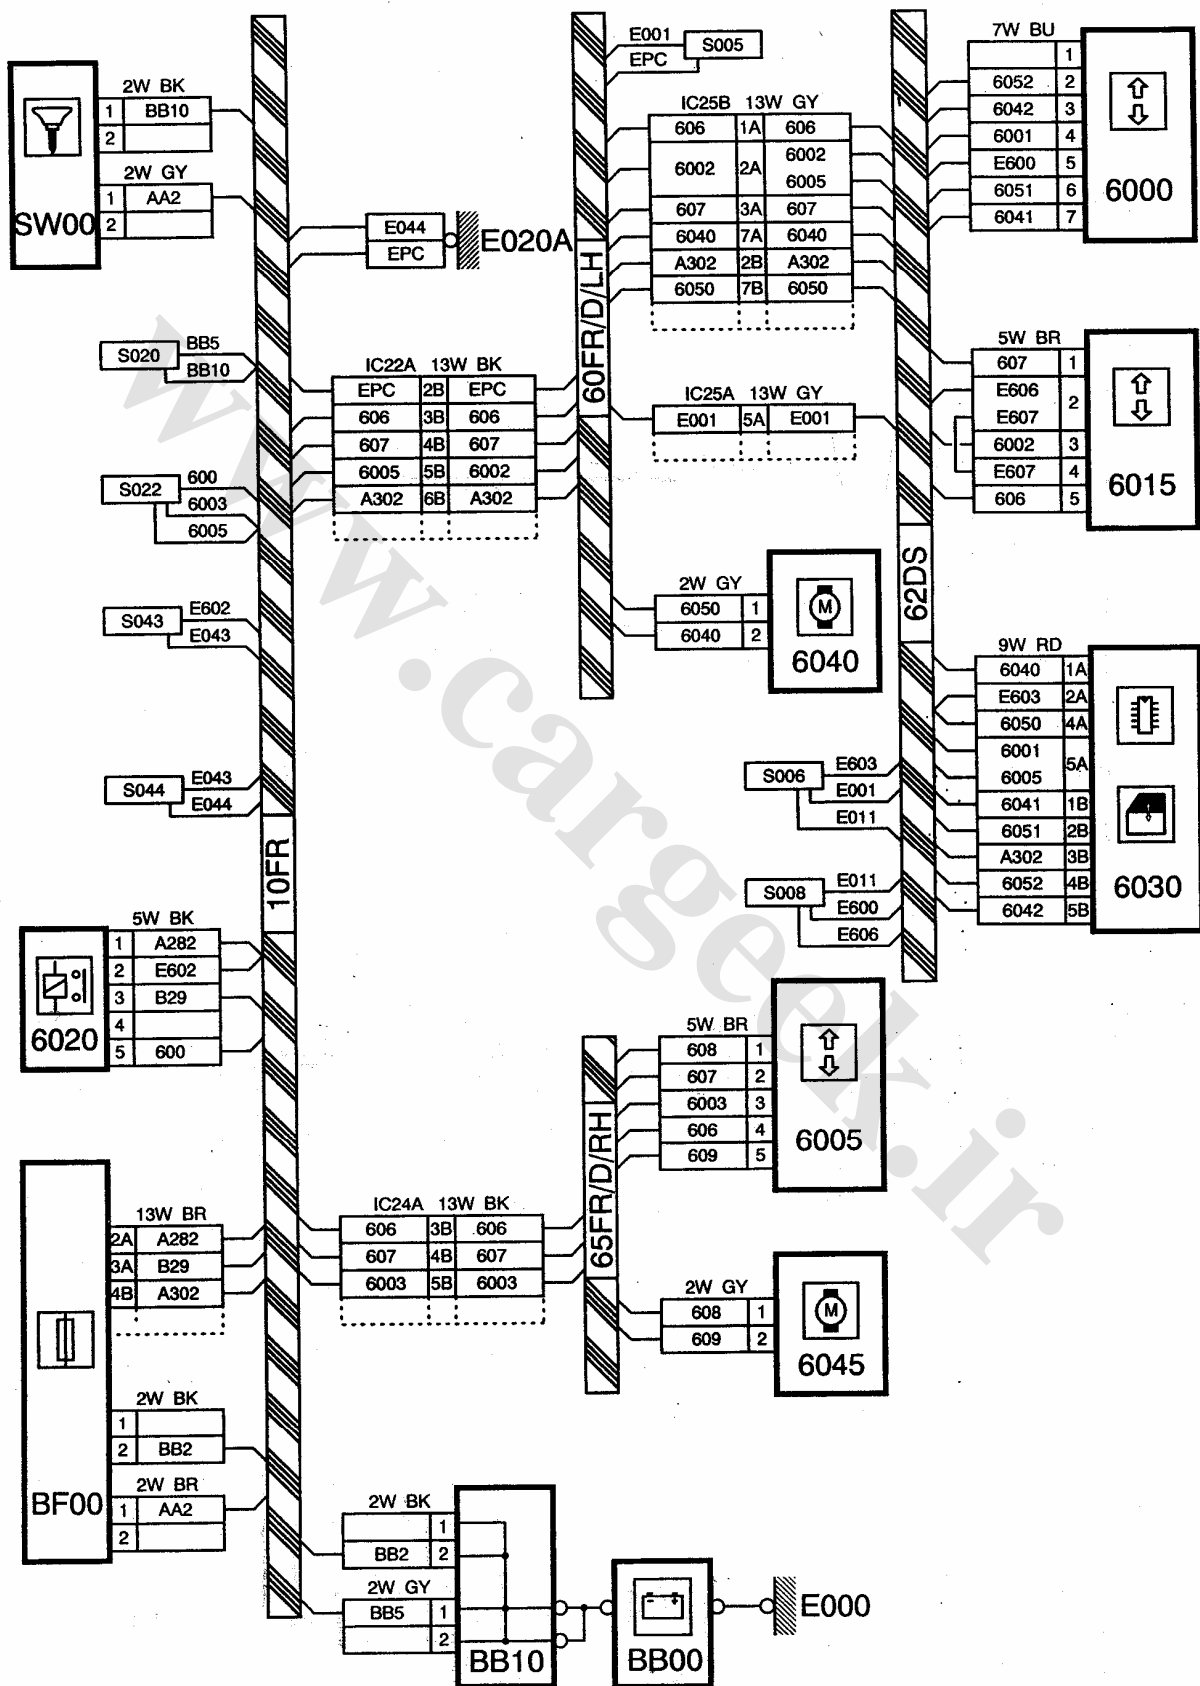 SW00
2W BK
1 BB10
2
2W GY
1 AA2
2
E044
EPC
E020A
S020
BB5
BB10
IC22A 13W BK
EPC 2B EPC
606 3B 606
607 4B 607
6005 5B 6002
A302 6B A302
S022
600
6003
6005
S043
E602
E043
S044
E043
E044
10FR
5W BK
1 A282
2 E602
3 B29
4
5 600
6020
13W BR
2A A282
3A B29
4B A302
2W BK
1
2 BB2
2W BR
1 AA2
2
BF00
IC24A 13W BK
606 3B 606
607 4B 607
6003 5B 6003
2W BK
1
BB2 2
2W GY
BB5 1
2
BB10
BB00
E000
E001
EPC
S005
60FR/D/LH
IC25B 13W GY
606 1A 606
6002 2A 6002
6005
607 3A 607
6040 7A 6040
A302 2B A302
6050 7B 6050
IC25A 13W GY
E001 5A E001
2W GY
6050 1
6040 2
M
6040
S006
E603
E001
E011
S008
E011
E600
E606
62DS
65FR/D/RH
5W BR
608 1
607 2
6003 3
606 4
609 5
6005
2W GY
608 1
609 2
M
6045
7W BU
1
6052 2
6042 3
6001 4
E600 5
6051 6
6041 7
6000
5W BR
607 1
E606 2
E607
6002 3
E607 4
606 5
6015
9W RD
6040 1A
E603 2A
6050 4A
6001 5A
6005
6041 1B
6051 2B
A302 3B
6052 4B
6042 5B
6030
www.cargeek.ir